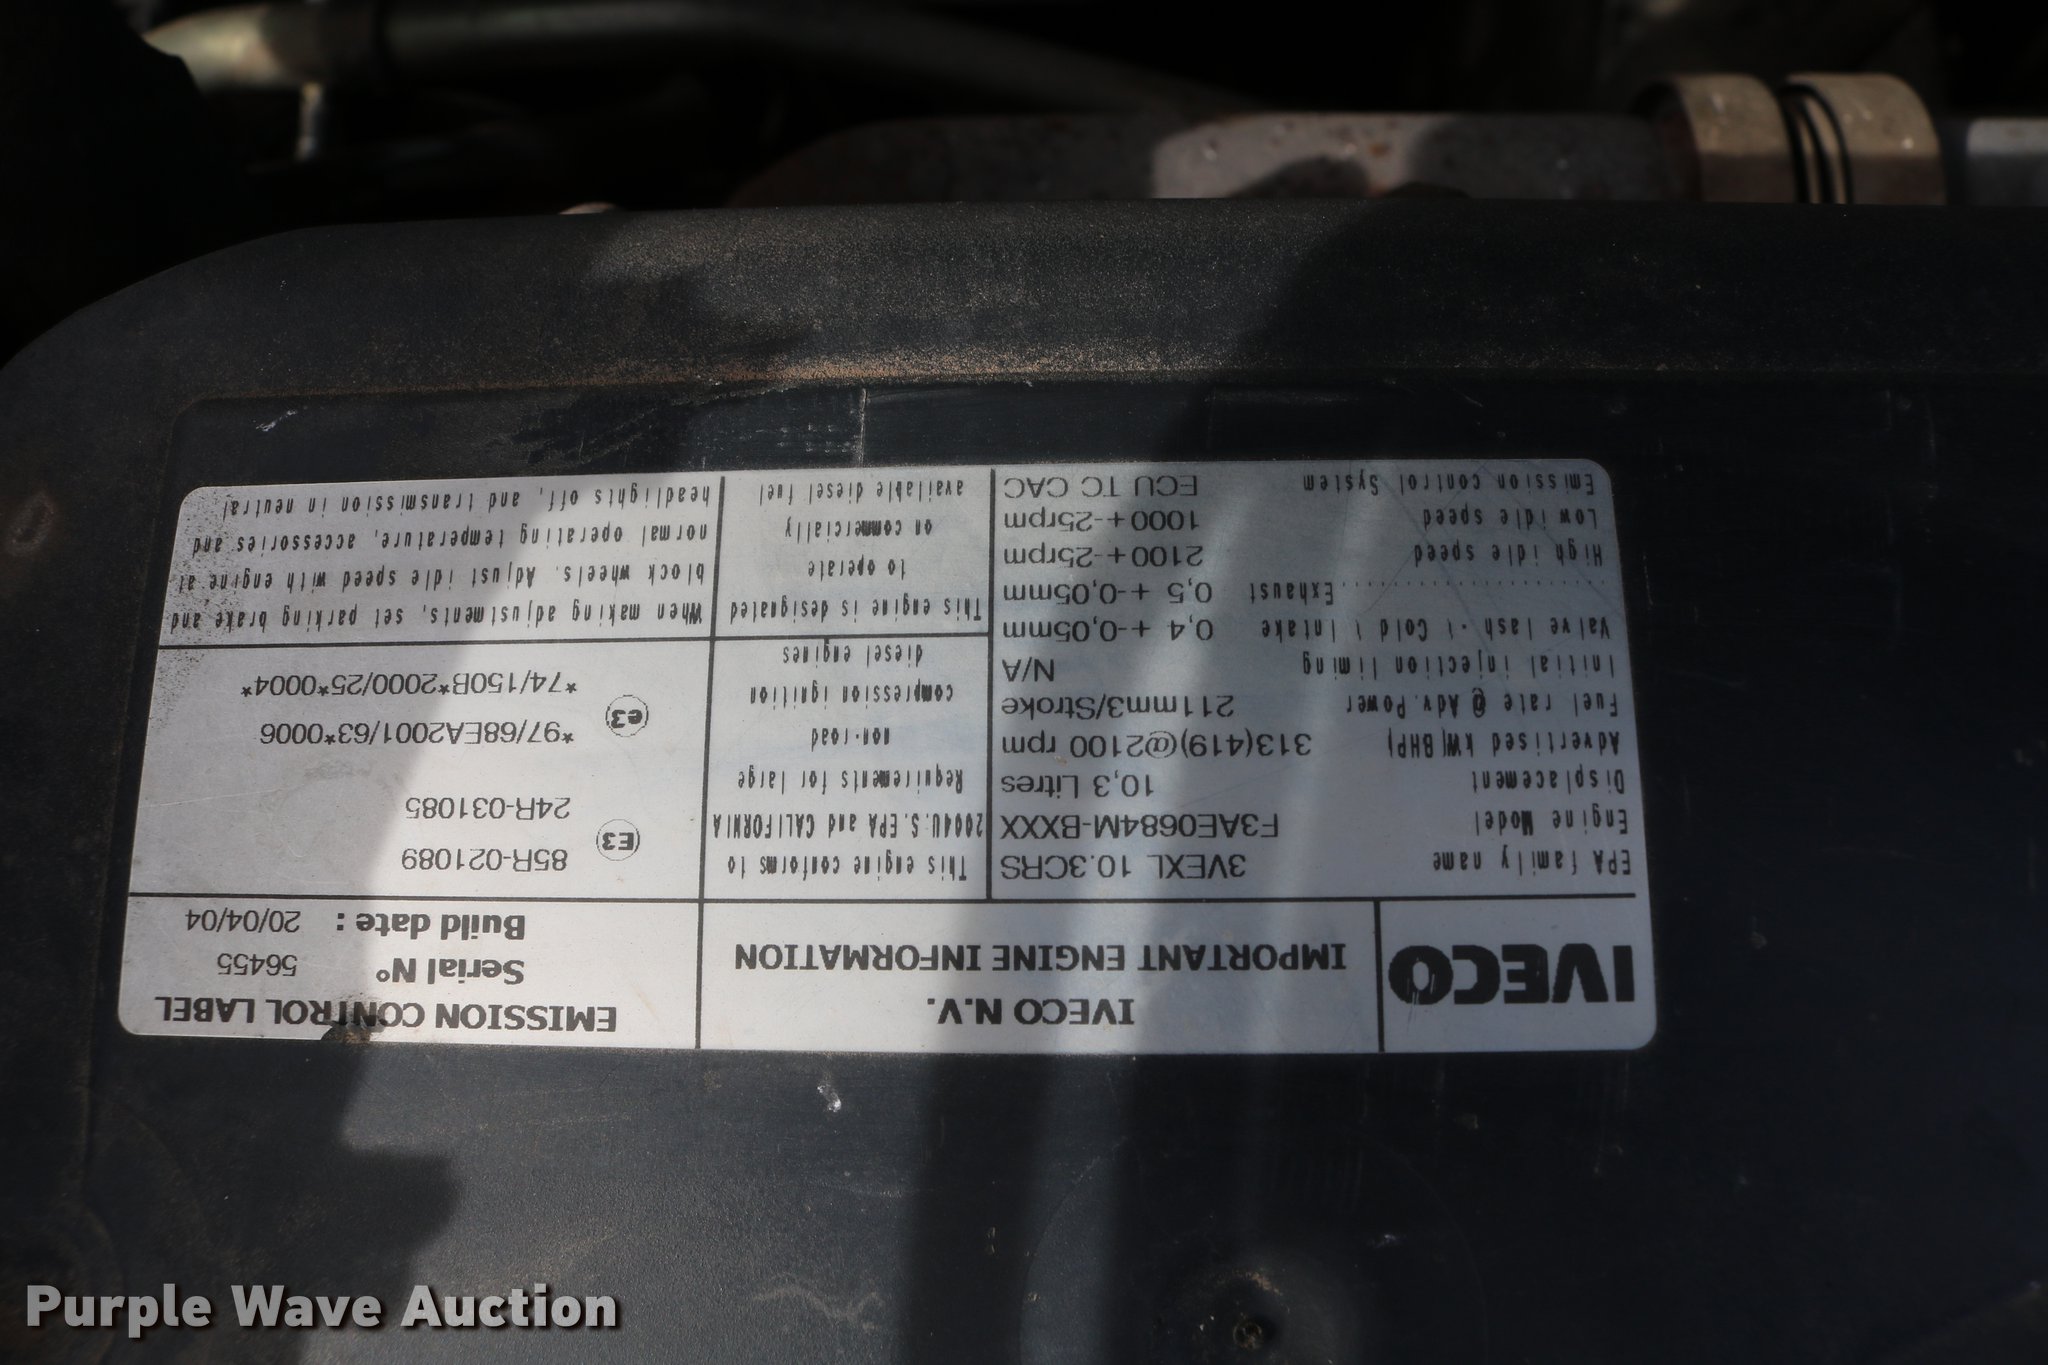 IVECO
IVECO N.V.
IMPORTANT ENGINE INFORMATION
EMISSION CONTROL LABEL
Serial N° 56455
Build date : 20/04/04
EPA family name 3VEXL 10.3CRS
Engine Model F3AE0684M-BXXX
Displacement 10,3 Litres
Advertised kW(BHP) 313(419)@2100 rpm
Fuel rate @ Adv.Power 211mm3/Stroke
Initial injection liming N/A
Valve lash - ( Cold ( Intake 0,4 +-0,05mm
Exhaust 0,5 +-0,05mm
High idle speed 2100+-25rpm
Low idle speed 1000+-25rpm
Emission control System ECU TC CAC
This engine conforms to
2004U.S.EPA and CALIFORNIA
Requirements for large
non-road
compression ignition
diesel engines
This engine is designated
to operate
on commercially
available diesel fuel
E3 85R-021089
24R-031085
e3 *97/68EA2001/63*0006
*74/150B*2000/25*0004*
When making adjustments, set parking brake and
block wheels. Adjust idle speed with engine at
normal operating temperature, accessories and
headlights off, and transmission in neutral
Purple Wave Auction